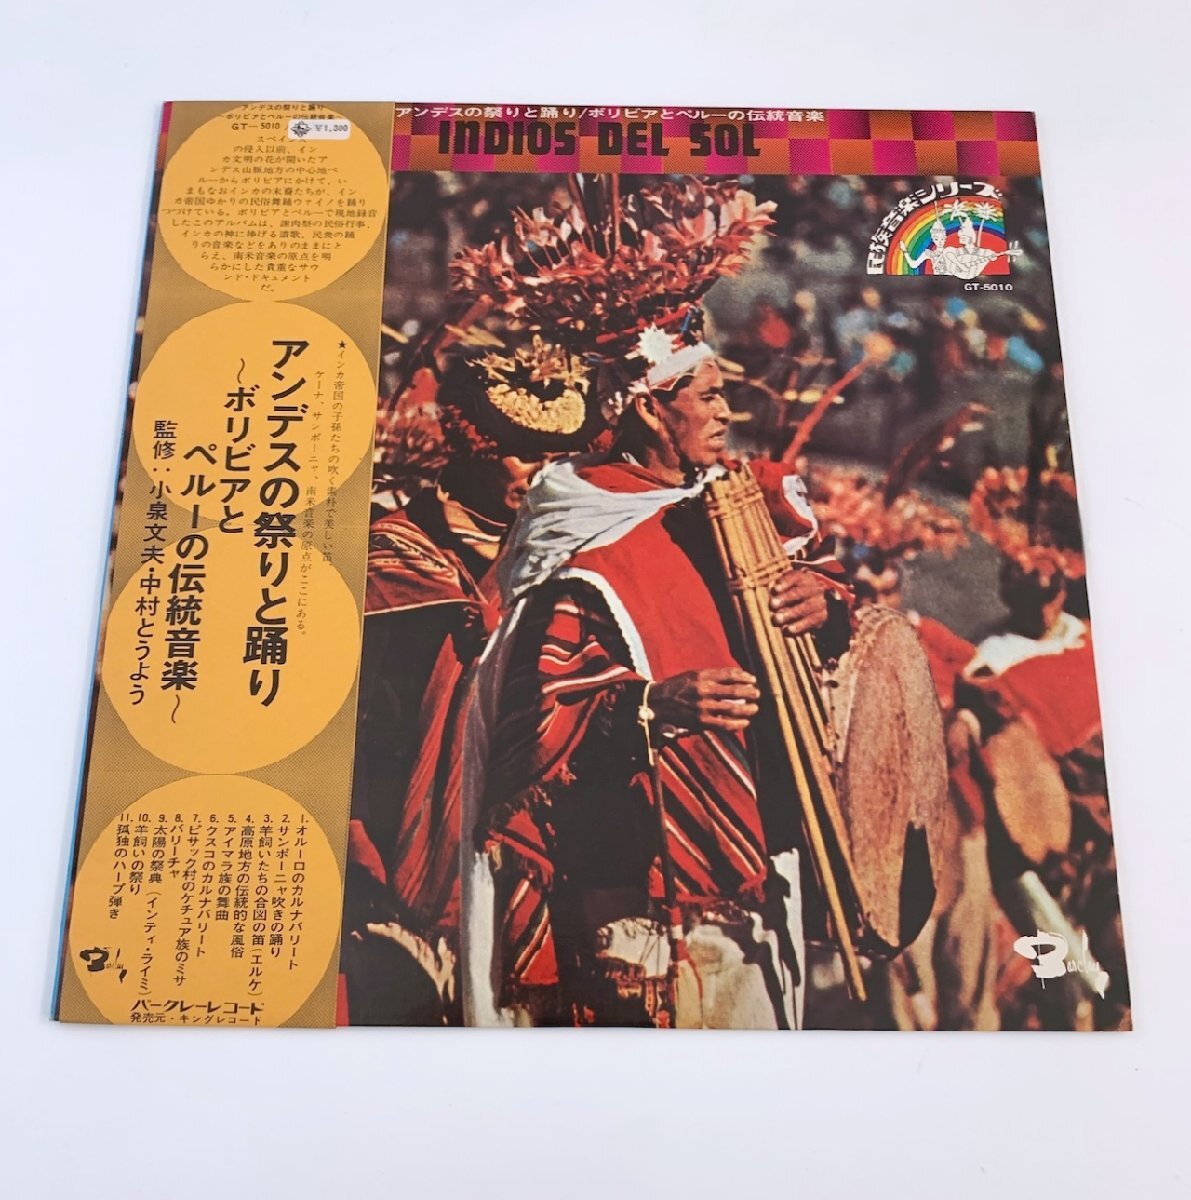 アンデスの祭りと踊り
ボリビアとペルーの伝統音楽
GT-5010
¥1,300
の侵入以前、イン
カ文明の花が開いたア
ンデス山脈地方の中心地ペ
ルーからボリビアにかけて、い
まもなおインカの末裔たちが、イン
カ帝国ゆかりの民俗舞踊ウァイノを踊り
つづけている。ボリビアとペルーで現地録音
したこのアルバムは、謝肉祭の民俗行事、
インカの神に捧げる讃歌、民衆の踊
りの音楽などをありのままにと
らえ、南米音楽の原点を明
らかにした貴重なサウ
ンド・ドキュメント
だ。
★インカ帝国の子孫たちの吹く素朴で美しい笛、
ケーナ、サンポーニャ、南米音楽の原点がここにある。
アンデスの祭りと踊り
〜ボリビアと
ペルーの伝統音楽〜
監修:小泉文夫・中村とうよう
1. オルーロのカルナバリート
2. サンポーニャ吹きの踊り
3. 羊飼いたちの合図の笛(エルケ)
4. 高原地方の伝統的な風俗
5. アイマラ族の舞曲
6. クスコのカルナバリート
7. ピサック村のケチュア族のミサ
8. バリーチャ
9. 太陽の祭典(インティ・ライミ)
10. 羊飼いの祭り
11. 孤独のハープ弾き
Barclay
バークレーレコード
発売元・キングレコード
アンデスの祭りと踊り/ボリビアとペルーの伝統音楽
INDIOS DEL SOL
民族音楽シリーズ
GT-5010
Barclay